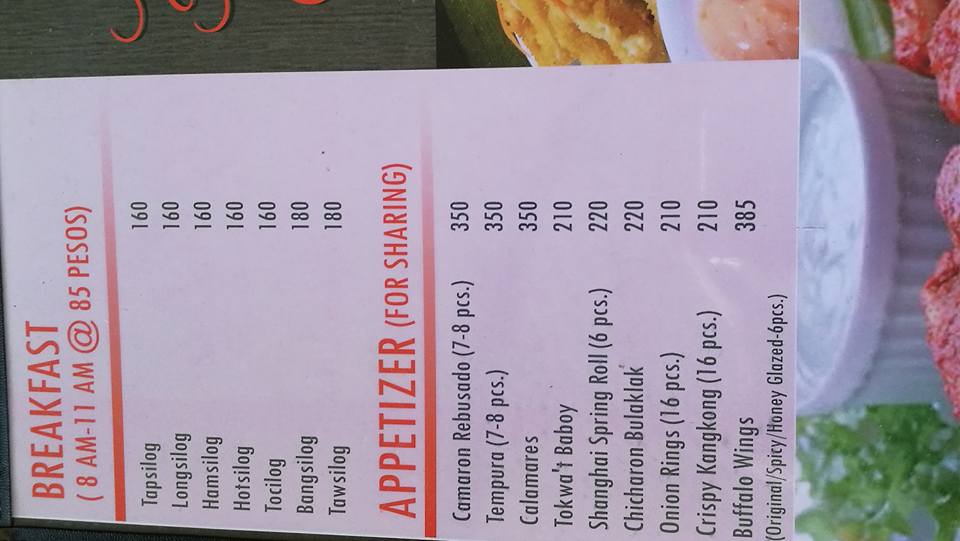 BREAKFAST
( 8 AM-11 AM @ 85 PESOS)
Tapsilog 160
Longsilog 160
Hamsilog 160
Hotsilog 160
Tocilog 160
Bangsilog 180
Tawsilog 180
APPETIZER (FOR SHARING)
Camaron Rebusado (7-8 pcs.) 350
Tempura (7-8 pcs.) 350
Calamares 350
Tokwa't Baboy 210
Shanghai Spring Roll (6 pcs.) 220
Chicharon Bulaklak 220
Onion Rings (16 pcs.) 210
Crispy Kangkong (16 pcs.) 210
Buffalo Wings 385
(Original/Spicy/Honey Glazed-6pcs.)